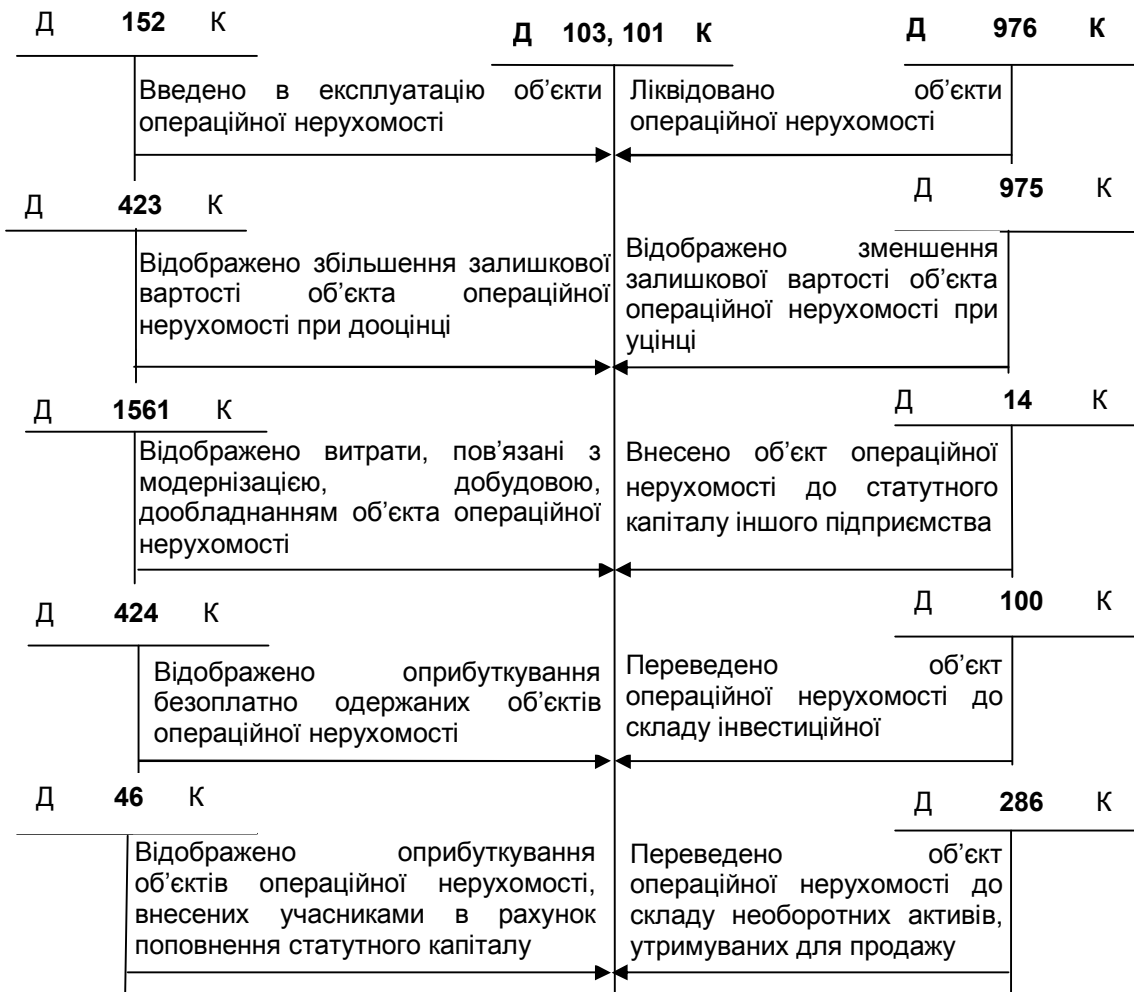 Д 152 К
Д 103, 101 К
Д 976 К
Введено в експлуатацію об’єкти
операційної нерухомості
Ліквідовано об’єкти
операційної нерухомості
Д 423 К
Д 975 К
Відображено збільшення залишкової
вартості об’єкта операційної
нерухомості при дооцінці
Відображено зменшення
залишкової вартості об’єкта
операційної нерухомості при
уцінці
Д 1561 К
Д 14 К
Відображено витрати, пов’язані з
модернізацією, добудовою,
дообладнанням об’єкта операційної
нерухомості
Внесено об’єкт операційної
нерухомості до статутного
капіталу іншого підприємства
Д 424 К
Д 100 К
Відображено оприбуткування
безоплатно одержаних об’єктів
операційної нерухомості
Переведено об’єкт
операційної нерухомості до
складу інвестиційної
Д 46 К
Д 286 К
Відображено оприбуткування
об’єктів операційної нерухомості,
внесених учасниками в рахунок
поповнення статутного капіталу
Переведено об’єкт
операційної нерухомості до
складу необоротних активів,
утримуваних для продажу